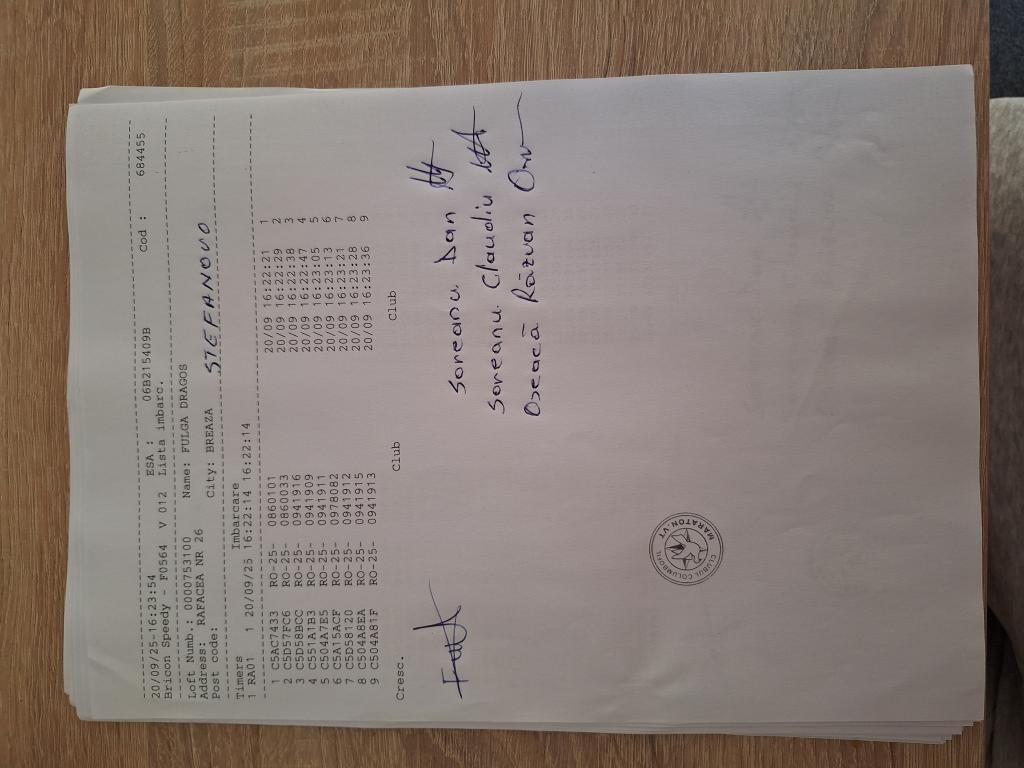 20/09/25-16:23:54 ESA : 06B215409B Cod : 684455
Bricon Speedy - F0564 V 012 Lista imbarc.
Loft Numb.: 0000753100 Name: FULGA DRAGOS
Address: RAFACEA NR 26
Post code: City: BREAZA STEFANOVO
Timers Imbarcare
1 RA01 1 20/09/25 16:22:14 16:22:14
1 C5AC7433 RO-25- 0860101 20/09 16:22:21 1
2 C5D57FC6 RO-25- 0860033 20/09 16:22:29 2
3 C5D58BCC RO-25- 0941916 20/09 16:22:38 3
4 C551A1B3 RO-25- 0941909 20/09 16:22:47 4
5 C504A7E5 RO-25- 0941911 20/09 16:23:05 5
6 C5A15ACF RO-25- 0978082 20/09 16:23:13 6
7 C5D58120 RO-25- 0941912 20/09 16:23:21 7
8 C504A8EA RO-25- 0941915 20/09 16:23:28 8
9 C504A81F RO-25- 0941913 20/09 16:23:36 9
Cresc. Club Club
Soreanu Dan
Soreanu Claudiu
Oseacă Răzvan
CLUBUL COLUMBOFIL
MARATON.VT